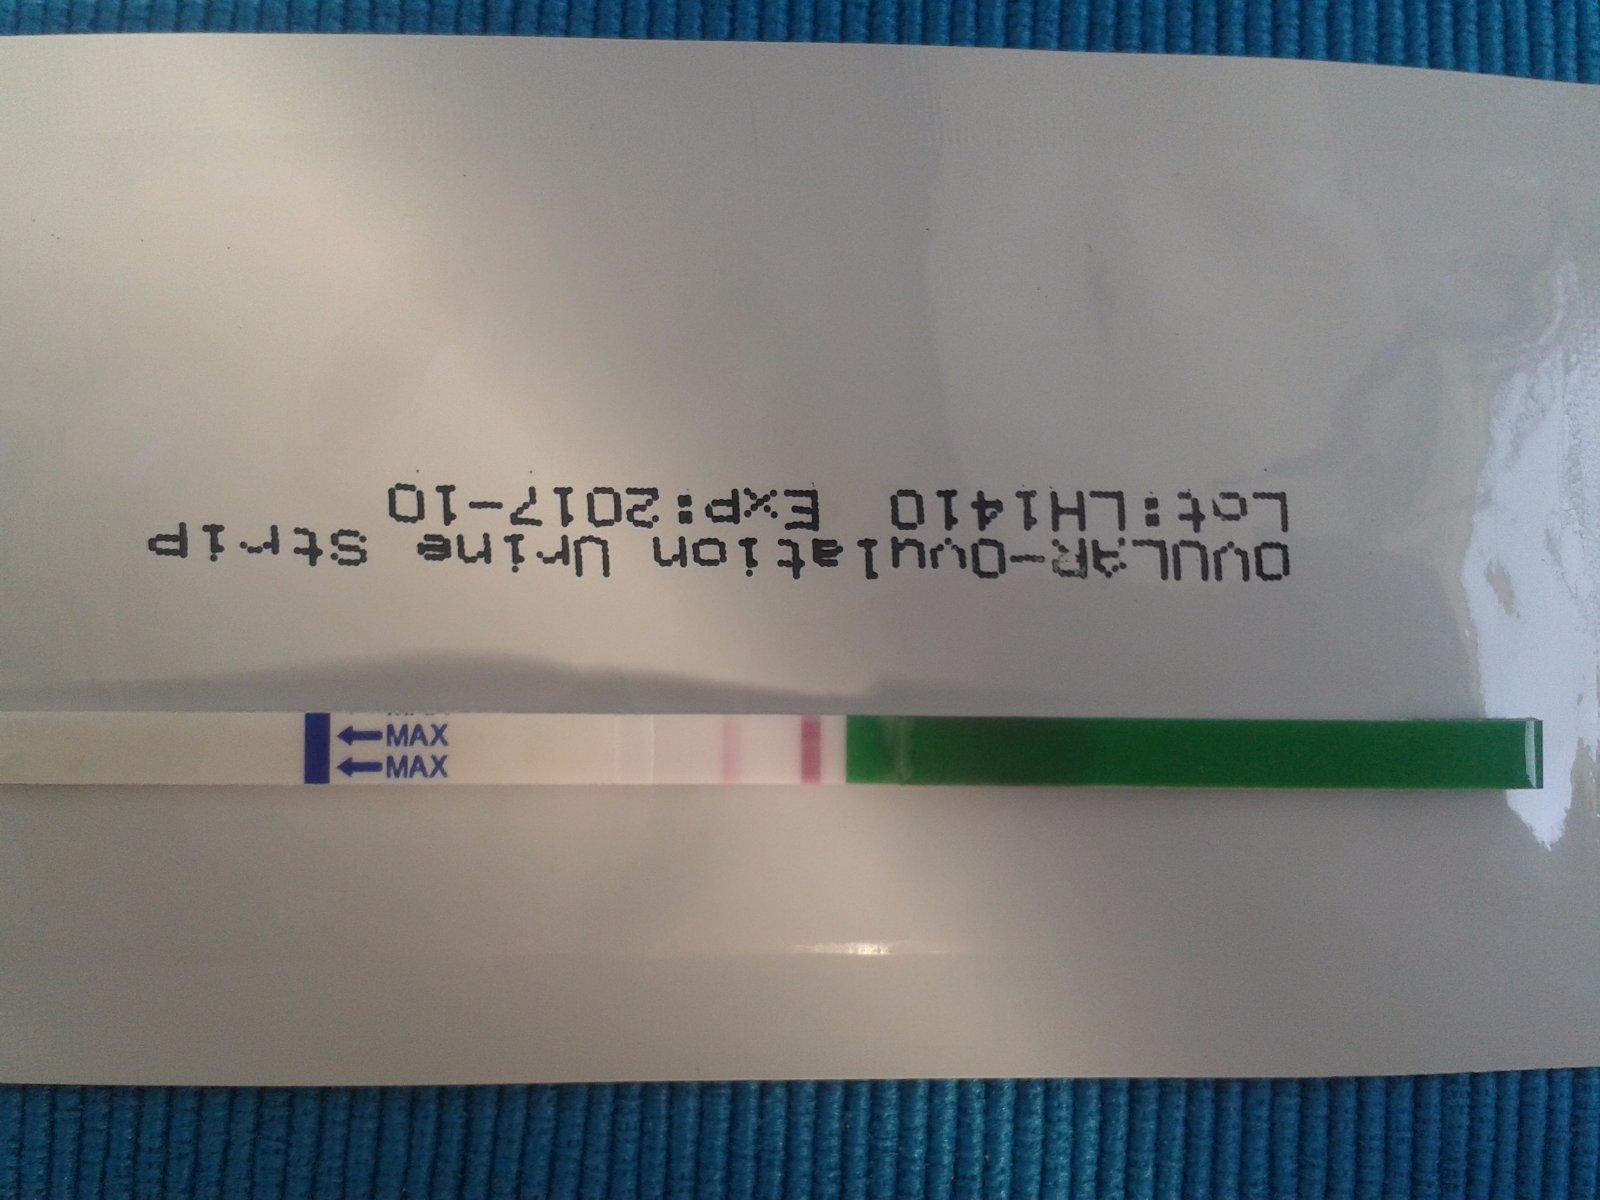 OVULAR-Ovulation Urine Strip
Lot:LH1410 Exp:2017-10
MAX
MAX